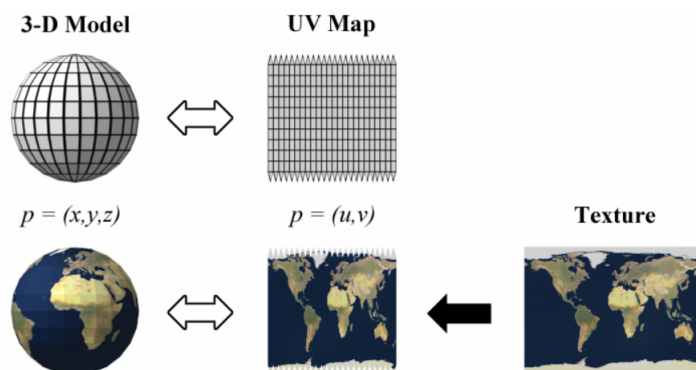 3-D Model
UV Map
p = (x,y,z)
p = (u,v)
Texture